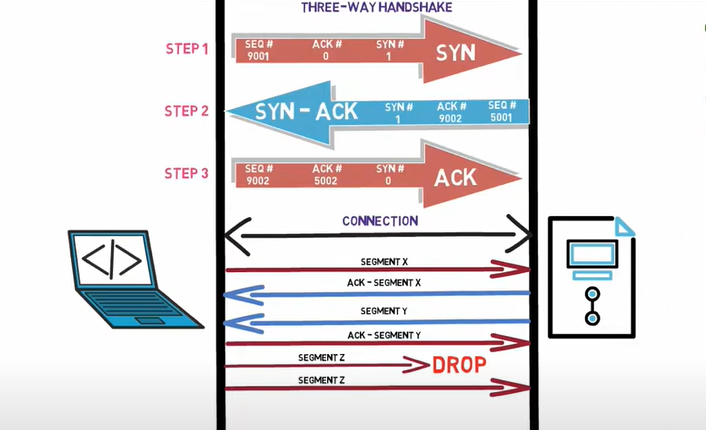 THREE-WAY HANDSHAKE
STEP 1
SEQ # ACK # SYN #
9001 0 1
SYN
STEP 2
SYN - ACK
SYN # ACK # SEQ #
1 9002 5001
STEP 3
SEQ # ACK # SYN #
9002 5002 0
ACK
CONNECTION
</>
SEGMENT X
ACK - SEGMENT X
SEGMENT Y
ACK - SEGMENT Y
SEGMENT Z
DROP
SEGMENT Z